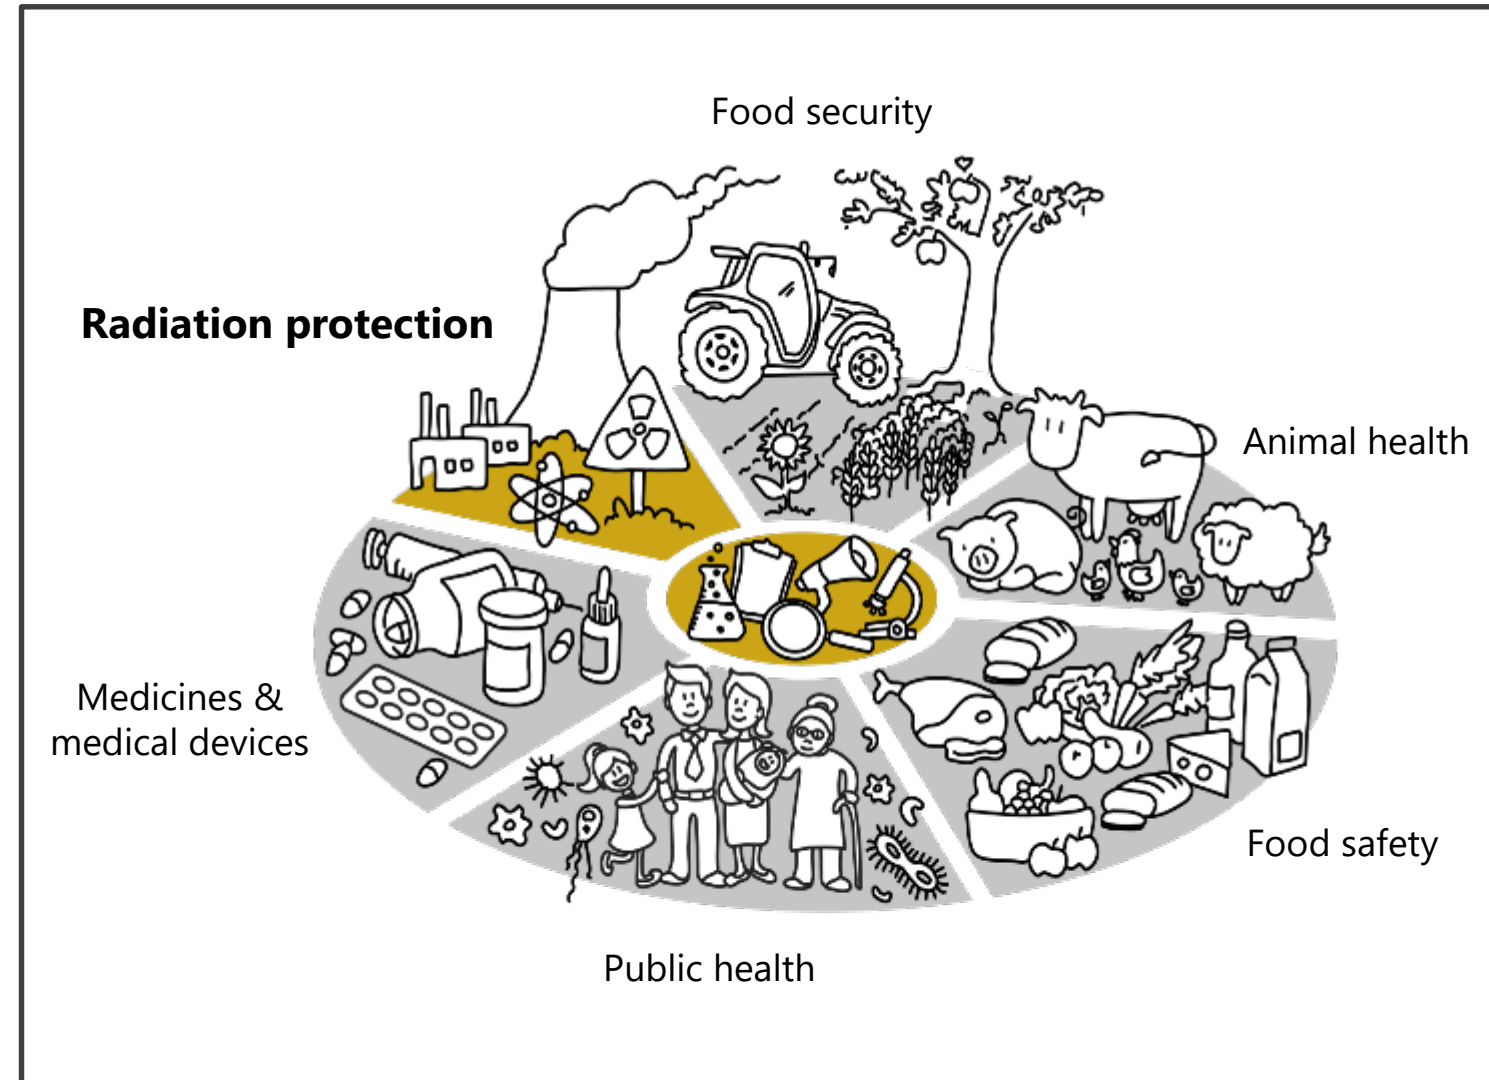 Food security
Radiation protection
Animal health
Medicines &
medical devices
Food safety
Public health